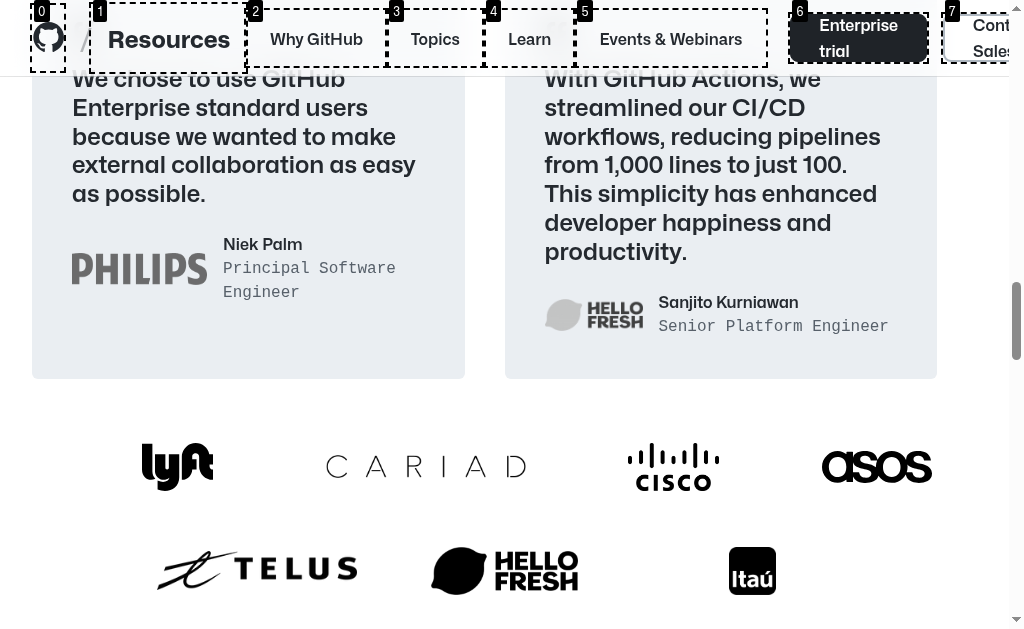 0
1
2
3
4
5
6
7
Resources
Why GitHub
Topics
Learn
Events & Webinars
Enterprise
trial
Cont
Sales
We chose to use GitHub
Enterprise standard users
because we wanted to make
external collaboration as easy
as possible.
PHILIPS
Niek Palm
Principal Software
Engineer
With GitHub Actions, we
streamlined our CI/CD
workflows, reducing pipelines
from 1,000 lines to just 100.
This simplicity has enhanced
developer happiness and
productivity.
HELLO
FRESH
Sanjito Kurniawan
Senior Platform Engineer
lyft
CARIAD
CISCO
asos
TELUS
HELLO
FRESH
Itaú